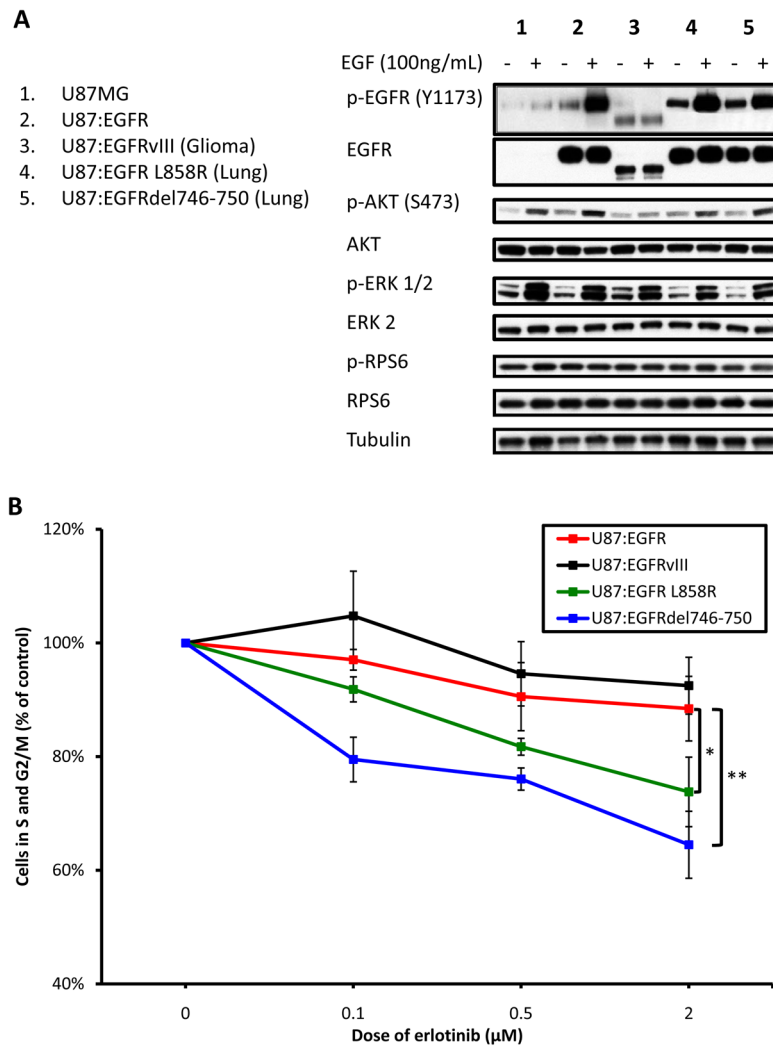 A
1 2 3 4 5
EGF (100ng/mL) - + - + - + - + - +
1. U87MG
2. U87:EGFR
3. U87:EGFRvIII (Glioma)
4. U87:EGFR L858R (Lung)
5. U87:EGFRdel746-750 (Lung)
p-EGFR (Y1173)
EGFR
p-AKT (S473)
AKT
p-ERK 1/2
ERK 2
p-RPS6
RPS6
Tubulin
B
120%
100%
80%
60%
40%
Cells in S and G2/M (% of control)
U87:EGFR
U87:EGFRvIII
U87:EGFR L858R
U87:EGFRdel746-750
*
**
0 0.1 0.5 2
Dose of erlotinib (μM)